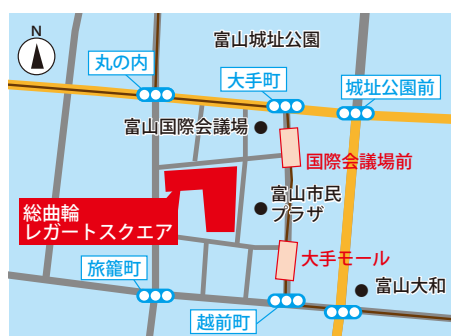 N
富山城址公園
丸の内
大手町
城址公園前
富山国際会議場
国際会議場前
総曲輪
レガートスクエア
富山市民
プラザ
大手モール
旅籠町
富山大和
越前町